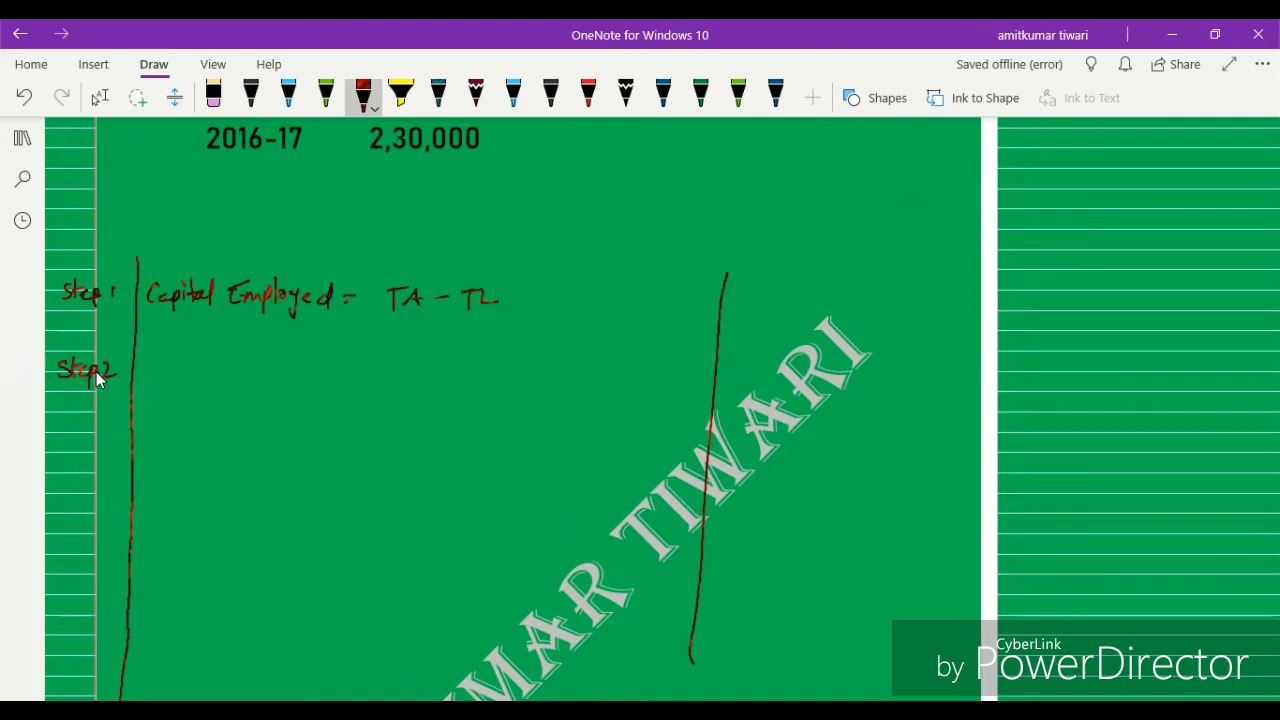 OneNote for Windows 10
amitkumar tiwari
Home Insert Draw View Help
Saved offline (error)
Share
Shapes
Ink to Shape
Ink to Text
2016-17 2,30,000
Step 1 Capital Employed = TA - TL
Step 2
MAR TIWARI
CyberLink
by PowerDirector